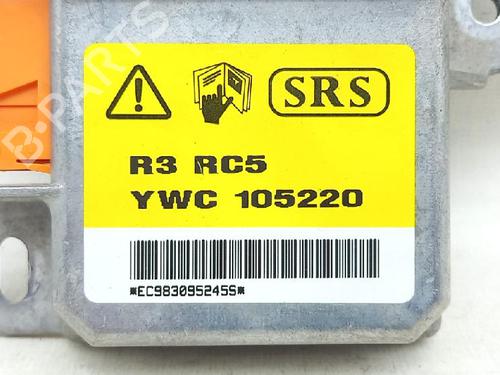 B-PARTS
SRS
R3 RC5
YWC 105220
*EC983095245S*